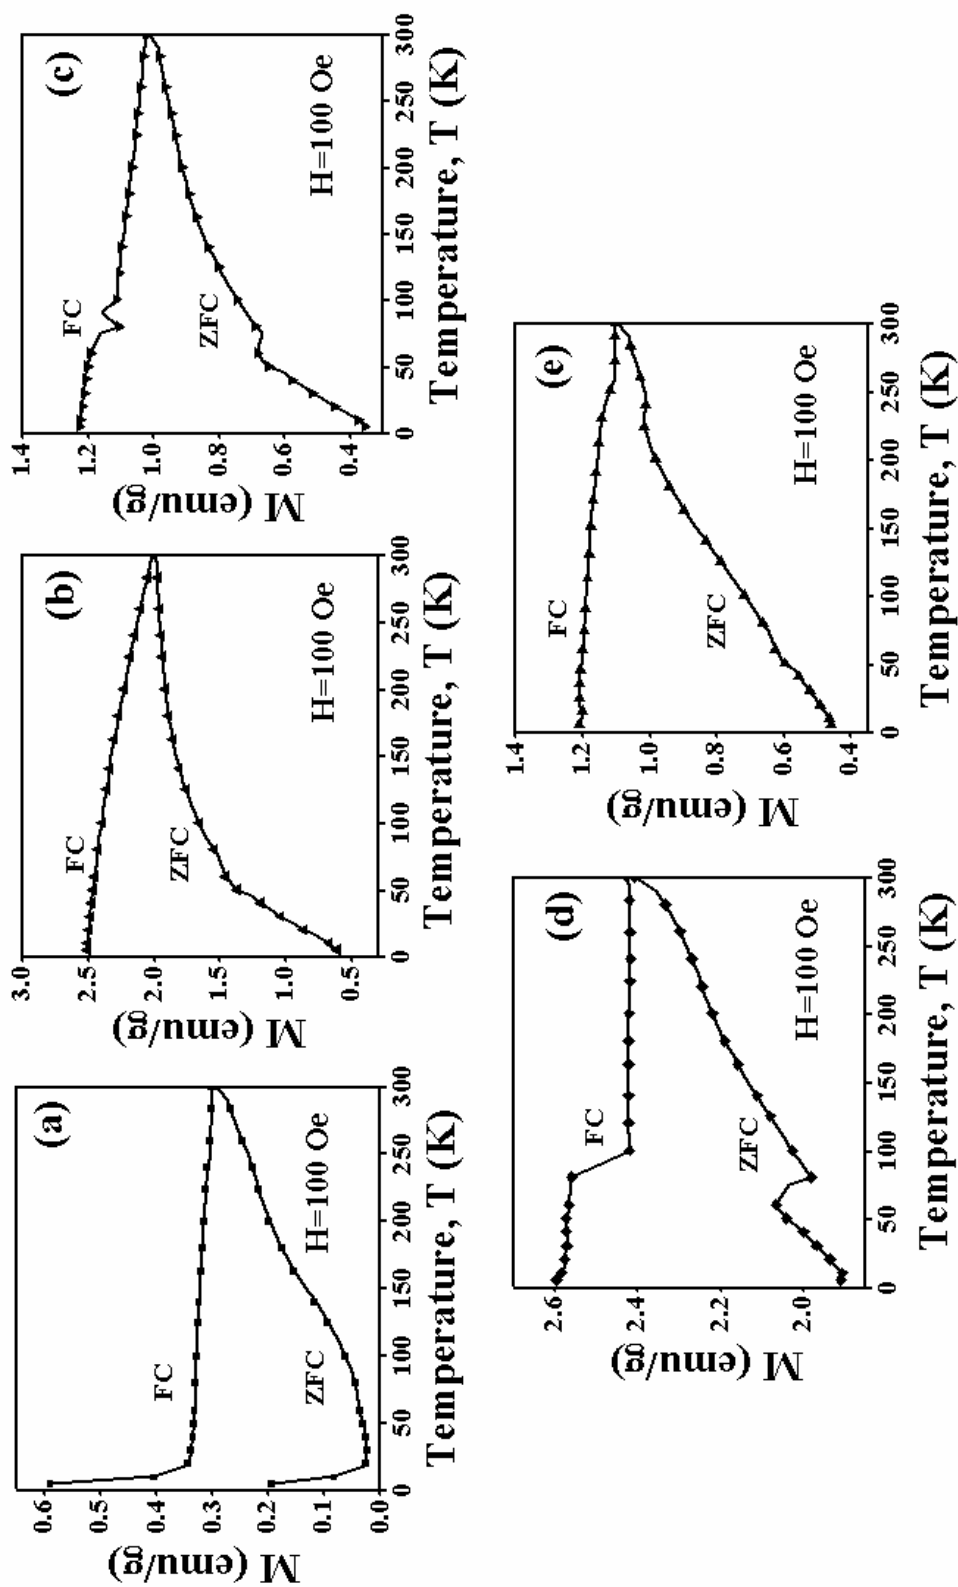 (a)
M (emu/g)
0.6
0.5
0.4
0.3
0.2
0.1
0.0
FC
ZFC
H=100 Oe
0 50 100 150 200 250 300
Temperature, T (K)
(b)
M (emu/g)
3.0
2.5
2.0
1.5
1.0
0.5
FC
ZFC
H=100 Oe
0 50 100 150 200 250 300
Temperature, T (K)
(c)
M (emu/g)
1.4
1.2
1.0
0.8
0.6
0.4
FC
ZFC
H=100 Oe
0 50 100 150 200 250 300
Temperature, T (K)
(d)
M (emu/g)
2.6
2.4
2.2
2.0
FC
ZFC
H=100 Oe
0 50 100 150 200 250 300
Temperature, T (K)
(e)
M (emu/g)
1.4
1.2
1.0
0.8
0.6
0.4
FC
ZFC
H=100 Oe
0 50 100 150 200 250 300
Temperature, T (K)